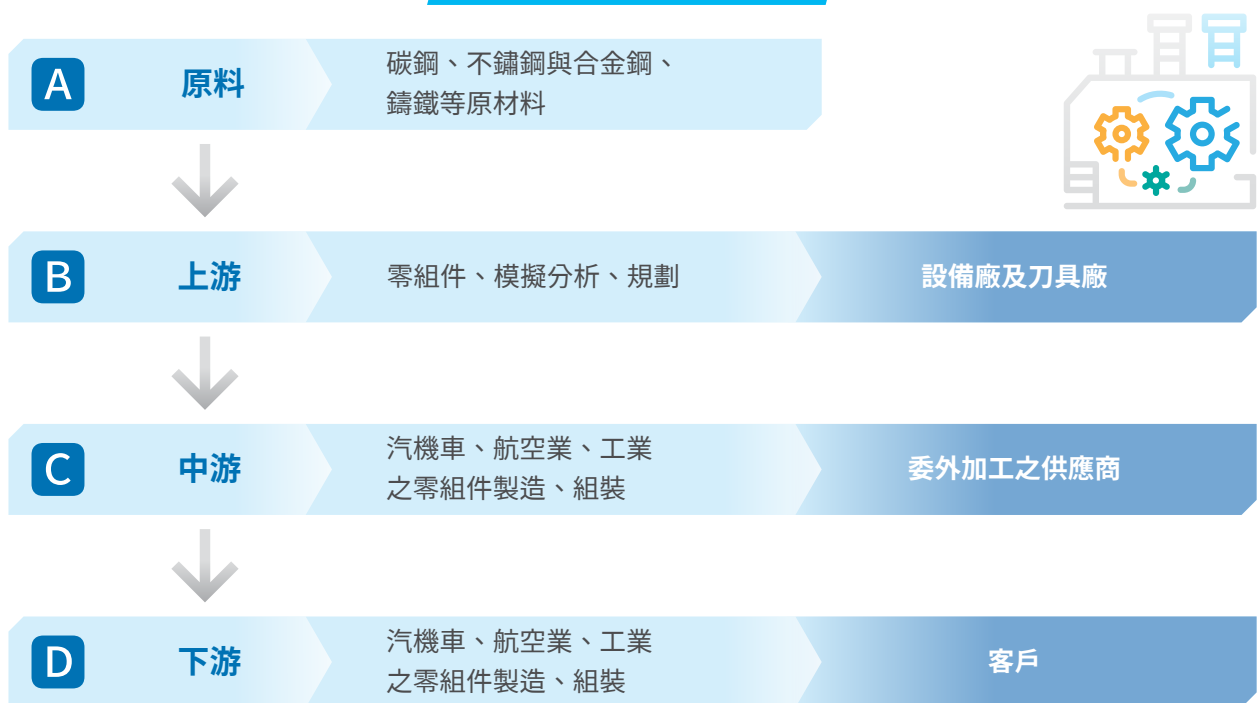 A
原料
碳鋼、不鏽鋼與合金鋼、
鑄鐵等原材料
B
上游
零組件、模擬分析、規劃
設備廠及刀具廠
C
中游
汽機車、航空業、工業
之零組件製造、組裝
委外加工之供應商
D
下游
汽機車、航空業、工業
之零組件製造、組裝
客戶